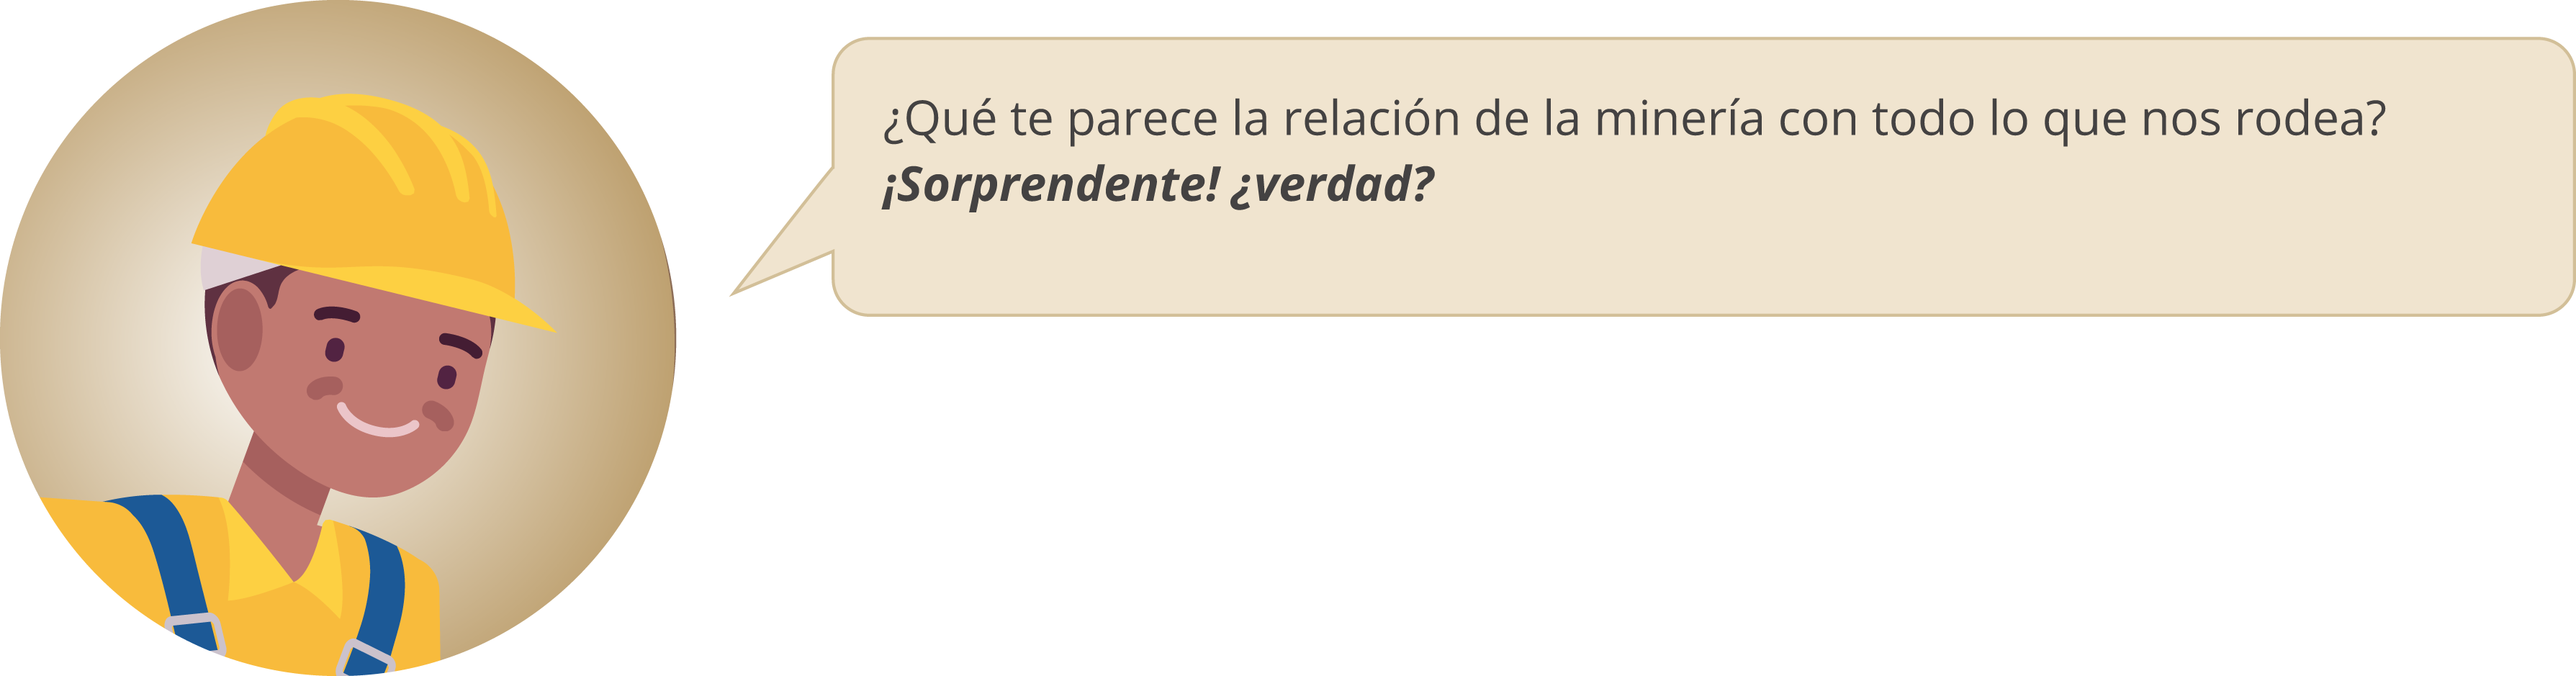 ¿Qué te parece la relación de la minería con todo lo que nos rodea?
¡Sorprendente! ¿verdad?